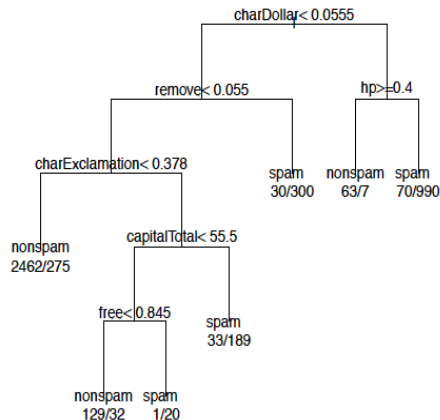 charDollar< 0.0555
remove< 0.055
hp>=0.4
charExclamation< 0.378
spam
30/300
nonspam
63/7
spam
70/990
nonspam
2462/275
capitalTotal< 55.5
free< 0.845
spam
33/189
nonspam
129/32
spam
1/20